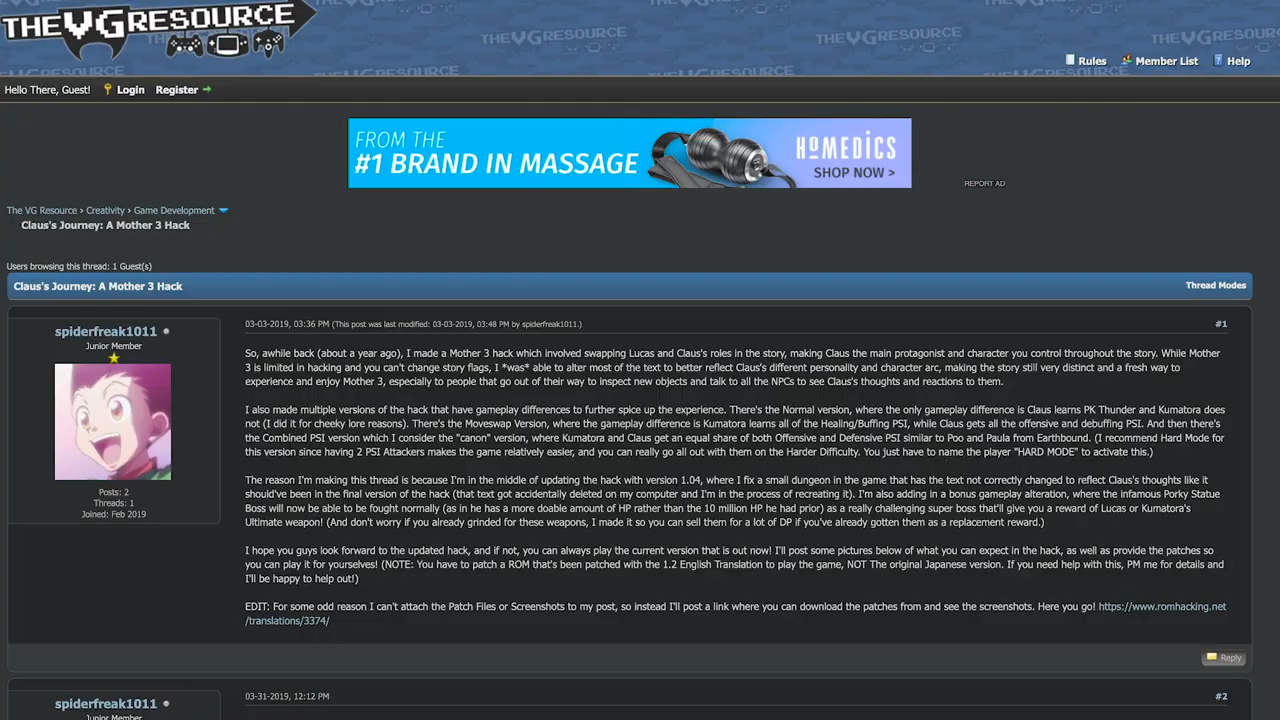 THE VG RESOURCE
THE VG RESOURCE
THE VG RESOURCE
THE VG RESOURCE
Rules
Member List
Help
Hello There, Guest!
Login
Register
FROM THE
#1 BRAND IN MASSAGE
HOMEDICS
SHOP NOW >
REPORT AD
The VG Resource › Creativity › Game Development
Claus's Journey: A Mother 3 Hack
Users browsing this thread: 1 Guest(s)
Claus's Journey: A Mother 3 Hack
Thread Modes
spiderfreak1011
Junior Member
Posts: 2
Threads: 1
Joined: Feb 2019
03-03-2019, 03:36 PM (This post was last modified: 03-03-2019, 03:48 PM by spiderfreak1011.)
#1
So, awhile back (about a year ago), I made a Mother 3 hack which involved swapping Lucas and Claus's roles in the story, making Claus the main protagonist and character you control throughout the story. While Mother
3 is limited in hacking and you can't change story flags, I *was* able to alter most of the text to better reflect Claus's different personality and character arc, making the story still very distinct and a fresh way to
experience and enjoy Mother 3, especially to people that go out of their way to inspect new objects and talk to all the NPCs to see Claus's thoughts and reactions to them.
I also made multiple versions of the hack that have gameplay differences to further spice up the experience. There's the Normal version, where the only gameplay difference is Claus learns PK Thunder and Kumatora does
not (I did it for cheeky lore reasons). There's the Moveswap Version, where the gameplay difference is Kumatora learns all of the Healing/Buffing PSI, while Claus gets all the offensive and debuffing PSI. And then there's
the Combined PSI version which I consider the "canon" version, where Kumatora and Claus get an equal share of both Offensive and Defensive PSI similar to Poo and Paula from Earthbound. (I recommend Hard Mode for
this version since having 2 PSI Attackers makes the game relatively easier, and you can really go all out with them on the Harder Difficulty. You just have to name the player "HARD MODE" to activate this.)
The reason I'm making this thread is because I'm in the middle of updating the hack with version 1.04, where I fix a small dungeon in the game that has the text not correctly changed to reflect Claus's thoughts like it
should've been in the final version of the hack (that text got accidentally deleted on my computer and I'm in the process of recreating it). I'm also adding in a bonus gameplay alteration, where the infamous Porky Statue
Boss will now be able to be fought normally (as in he has a more doable amount of HP rather than the 10 million HP he had prior) as a really challenging super boss that'll give you a reward of Lucas or Kumatora's
Ultimate weapon! (And don't worry if you already grinded for these weapons, I made it so you can sell them for a lot of DP if you've already gotten them as a replacement reward.)
I hope you guys look forward to the updated hack, and if not, you can always play the current version that is out now! I'll post some pictures below of what you can expect in the hack, as well as provide the patches so
you can play it for yourselves! (NOTE: You have to patch a ROM that's been patched with the 1.2 English Translation to play the game, NOT The original Japanese version. If you need help with this, PM me for details and
I'll be happy to help out!)
EDIT: For some odd reason I can't attach the Patch Files or Screenshots to my post, so instead I'll post a link where you can download the patches from and see the screenshots. Here you go! https://www.romhacking.net
/translations/3374/
Reply
spiderfreak1011
Junior Member
03-31-2019, 12:12 PM
#2